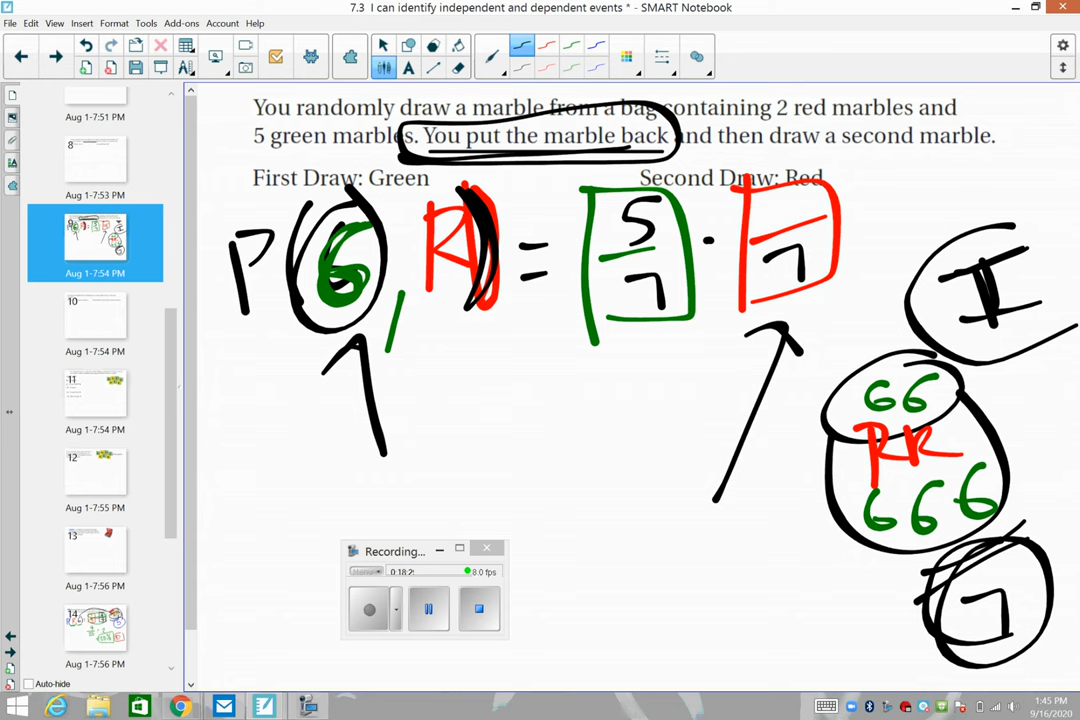 7.3 I can identify independent and dependent events * - SMART Notebook
File Edit View Insert Format Tools Add-ons Account Help
You randomly draw a marble from a bag containing 2 red marbles and
5 green marbles. You put the marble back and then draw a second marble.
First Draw: Green Second Draw: Red
P(G, R) = 5/7 · /7
I
GG
RR
GGG
7
Aug 1-7:51 PM
8
Aug 1-7:53 PM
9
Aug 1-7:54 PM
10
Aug 1-7:54 PM
11
Aug 1-7:54 PM
12
Aug 1-7:55 PM
13
Aug 1-7:56 PM
14
Aug 1-7:56 PM
Auto-hide
Recording...
Menu 0:18:2 8.0 fps
1:45 PM
9/16/2020